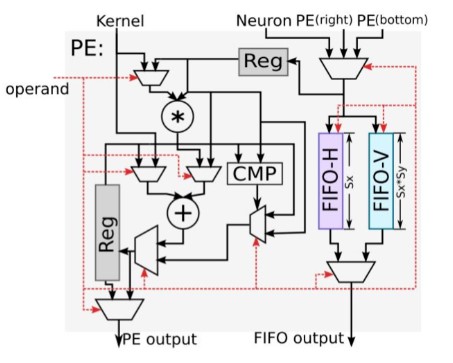 Kernel
Neuron PE(right) PE(bottom)
PE:
Reg
operand
*
FIFO-H
Sx
FIFO-V
Sx*Sy
CMP
Reg
+
PE output
FIFO output